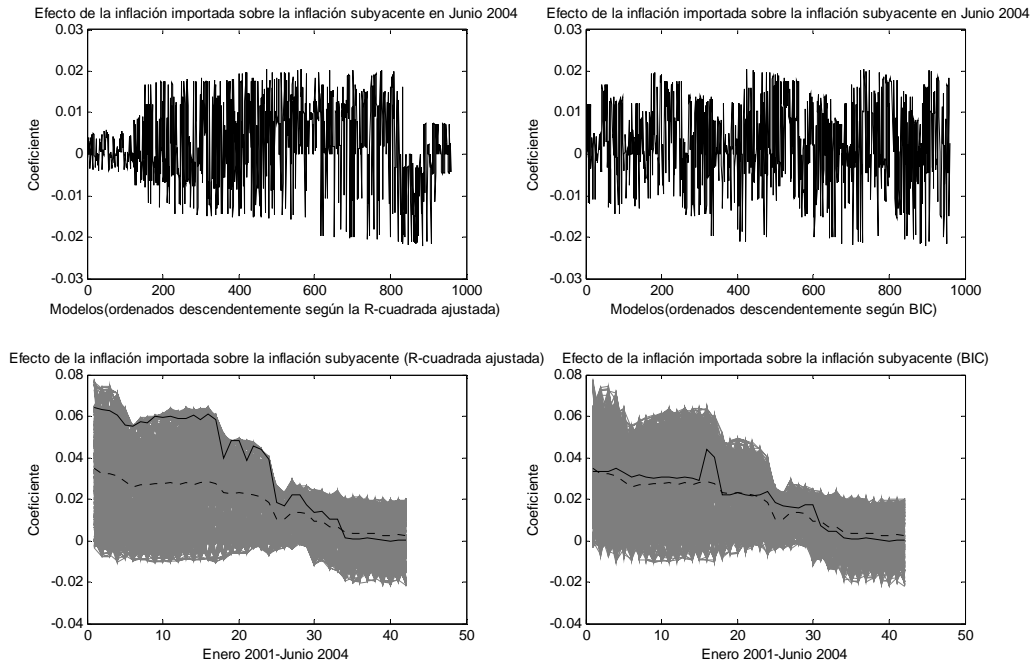 Efecto de la inflación importada sobre la inflación subyacente en Junio 2004
0.03
0.02
0.01
0
-0.01
-0.02
-0.03
Coeficiente
0 200 400 600 800 1000
Modelos(ordenados descendentemente según la R-cuadrada ajustada)
Efecto de la inflación importada sobre la inflación subyacente en Junio 2004
0.03
0.02
0.01
0
-0.01
-0.02
-0.03
Coeficiente
0 200 400 600 800 1000
Modelos(ordenados descendentemente según BIC)
Efecto de la inflación importada sobre la inflación subyacente (R-cuadrada ajustada)
0.08
0.06
0.04
0.02
0
-0.02
-0.04
Coeficiente
0 10 20 30 40 50
Enero 2001-Junio 2004
Efecto de la inflación importada sobre la inflación subyacente (BIC)
0.08
0.06
0.04
0.02
0
-0.02
-0.04
Coeficiente
0 10 20 30 40 50
Enero 2001-Junio 2004